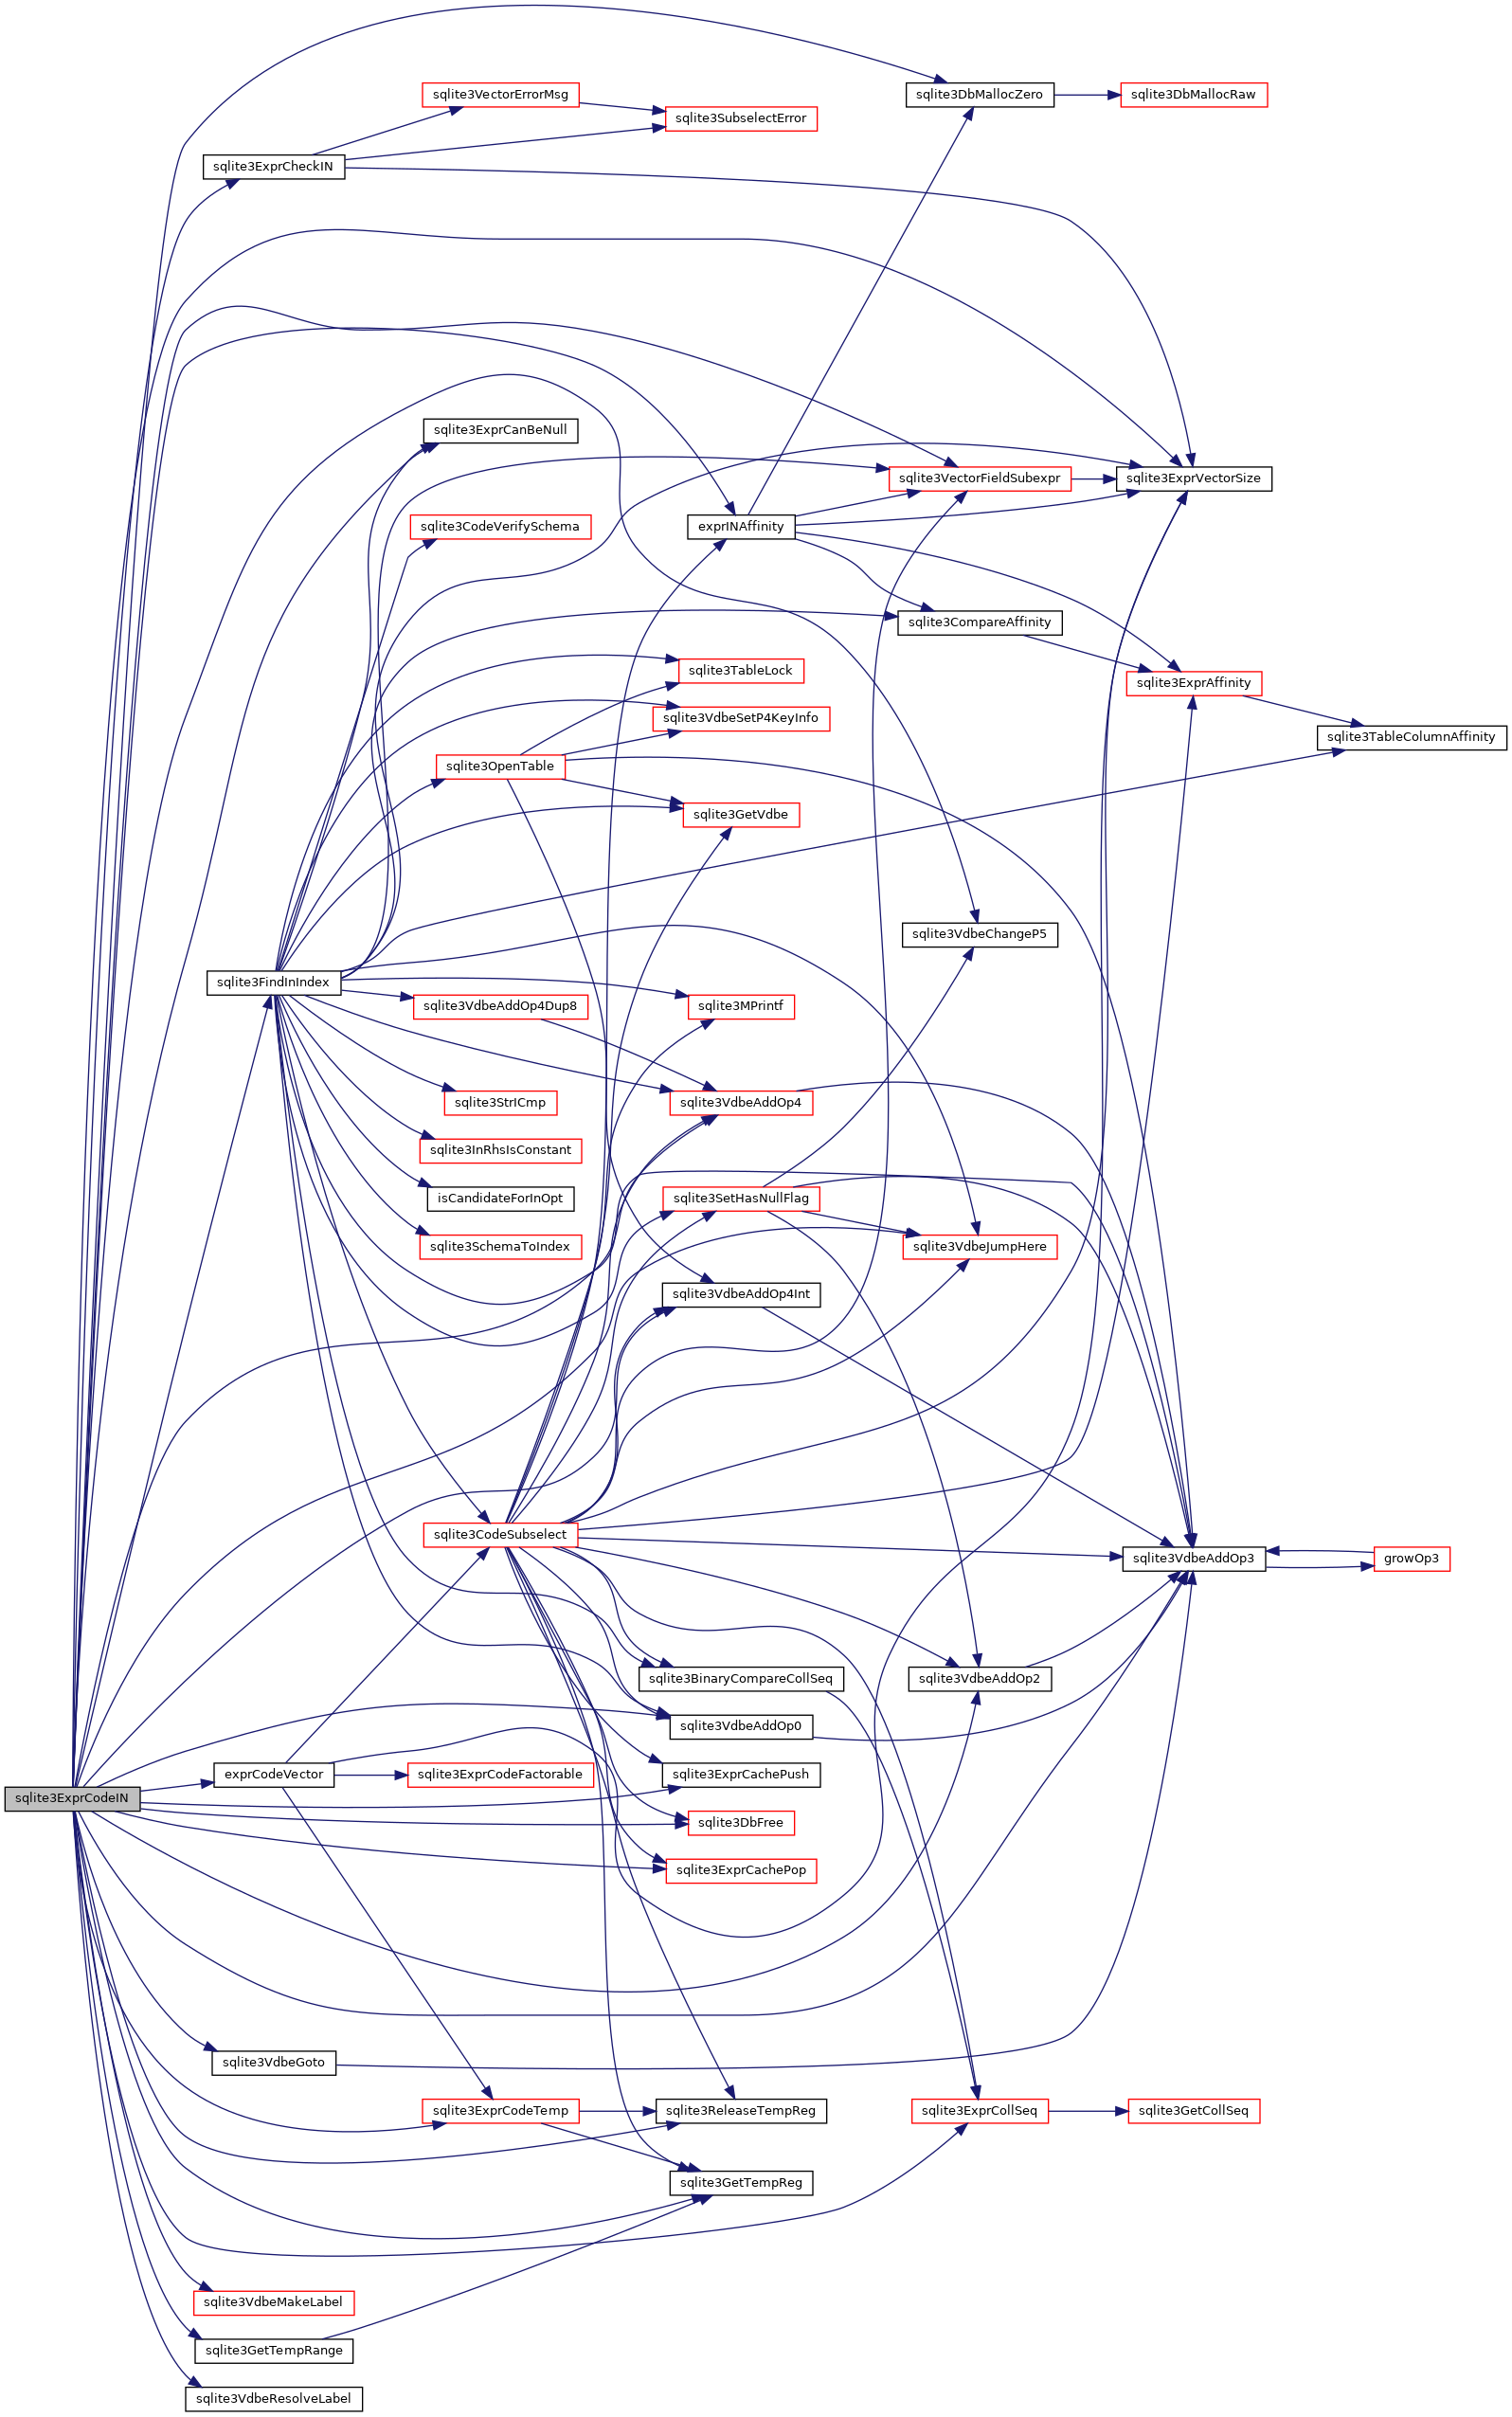 sqlite3DbMallocZero
sqlite3DbMallocRaw
sqlite3VectorErrorMsg
sqlite3SubselectError
sqlite3ExprCheckIN
sqlite3ExprCanBeNull
sqlite3VectorFieldSubexpr
sqlite3ExprVectorSize
sqlite3CodeVerifySchema
exprINAffinity
sqlite3CompareAffinity
sqlite3TableLock
sqlite3ExprAffinity
sqlite3VdbeSetP4KeyInfo
sqlite3TableColumnAffinity
sqlite3OpenTable
sqlite3GetVdbe
sqlite3VdbeChangeP5
sqlite3FindInIndex
sqlite3VdbeAddOp4Dup8
sqlite3MPrintf
sqlite3StrICmp
sqlite3VdbeAddOp4
sqlite3InRhsIsConstant
isCandidateForInOpt
sqlite3SetHasNullFlag
sqlite3SchemaToIndex
sqlite3VdbeJumpHere
sqlite3VdbeAddOp4Int
sqlite3CodeSubselect
sqlite3VdbeAddOp3
growOp3
sqlite3BinaryCompareCollSeq
sqlite3VdbeAddOp2
sqlite3VdbeAddOp0
exprCodeVector
sqlite3ExprCodeFactorable
sqlite3ExprCachePush
sqlite3ExprCodeIN
sqlite3DbFree
sqlite3ExprCachePop
sqlite3VdbeGoto
sqlite3ExprCodeTemp
sqlite3ReleaseTempReg
sqlite3ExprCollSeq
sqlite3GetCollSeq
sqlite3GetTempReg
sqlite3VdbeMakeLabel
sqlite3GetTempRange
sqlite3VdbeResolveLabel